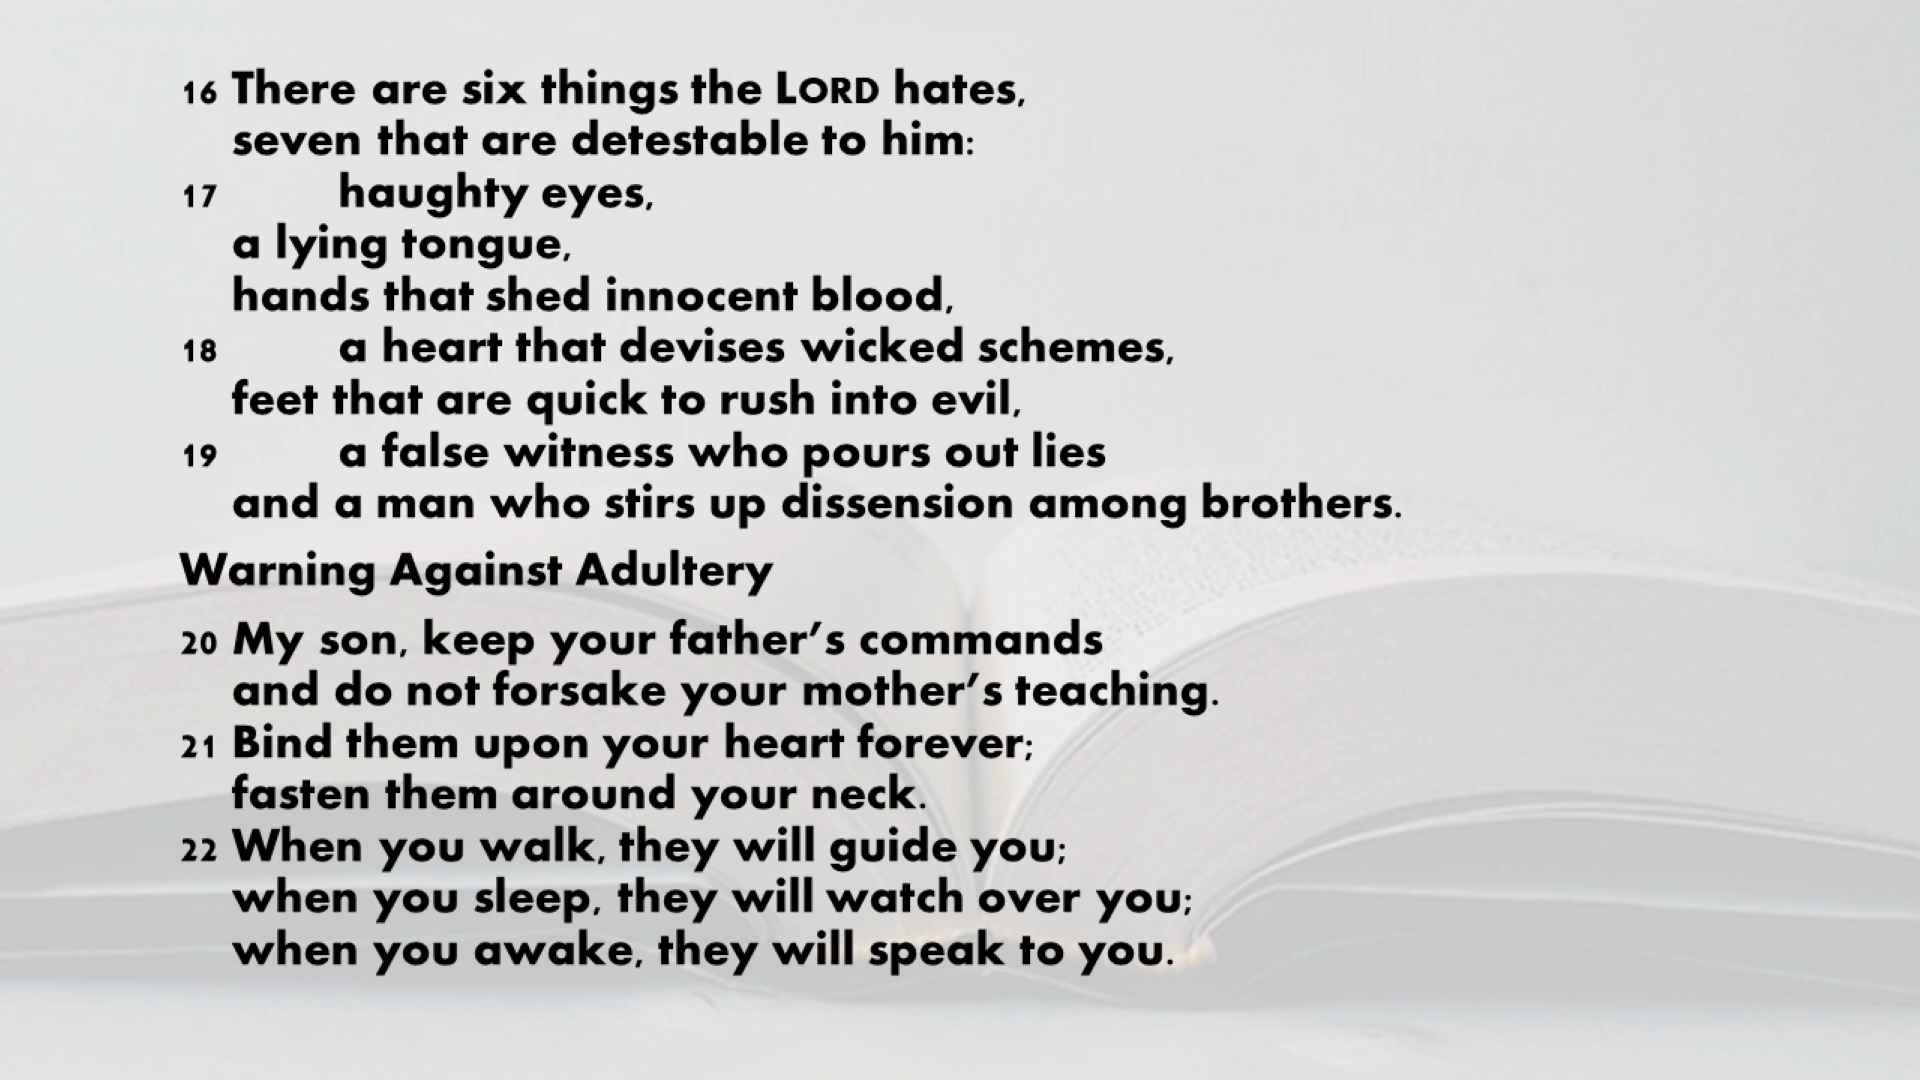 16 There are six things the LORD hates,
seven that are detestable to him:
17 haughty eyes,
a lying tongue,
hands that shed innocent blood,
18 a heart that devises wicked schemes,
feet that are quick to rush into evil,
19 a false witness who pours out lies
and a man who stirs up dissension among brothers.
Warning Against Adultery
20 My son, keep your father’s commands
and do not forsake your mother’s teaching.
21 Bind them upon your heart forever;
fasten them around your neck.
22 When you walk, they will guide you;
when you sleep, they will watch over you;
when you awake, they will speak to you.